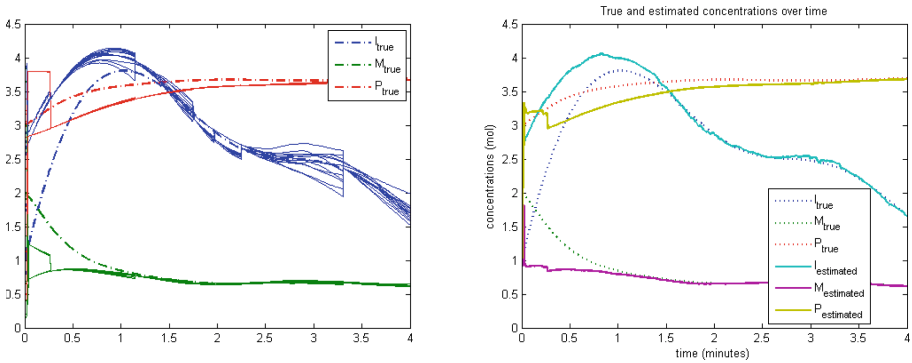 4.5
4
3.5
3
2.5
2
1.5
1
0.5
0
0 0.5 1 1.5 2 2.5 3 3.5 4
I_true
M_true
P_true
True and estimated concentrations over time
concentrations (mol)
4.5
4
3.5
3
2.5
2
1.5
1
0.5
0
0 0.5 1 1.5 2 2.5 3 3.5 4
time (minutes)
I_true
M_true
P_true
I_estimated
M_estimated
P_estimated